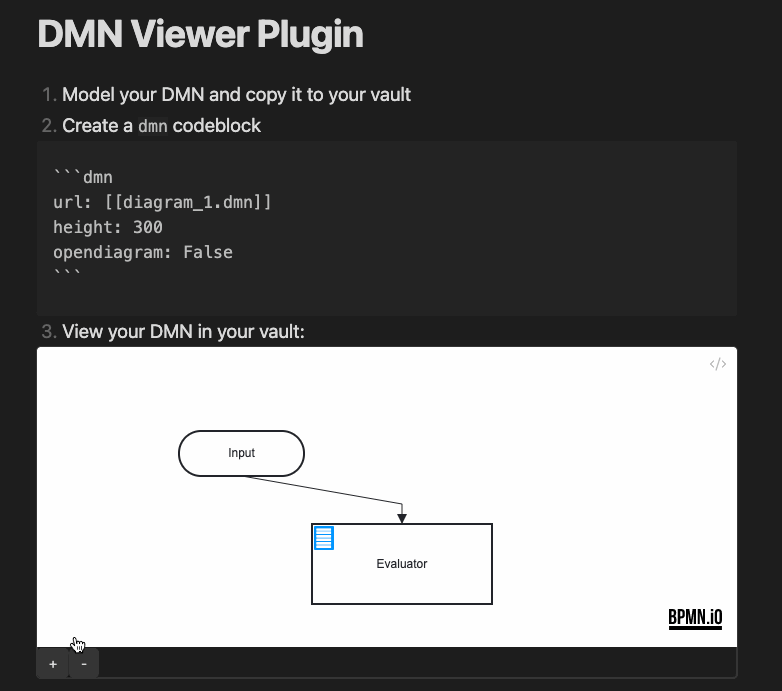 DMN Viewer Plugin
1. Model your DMN and copy it to your vault
2. Create a dmn codeblock
```dmn
url: [[diagram_1.dmn]]
height: 300
opendiagram: False
```
3. View your DMN in your vault:
</>
Input
Evaluator
BPMN.iO
+ -